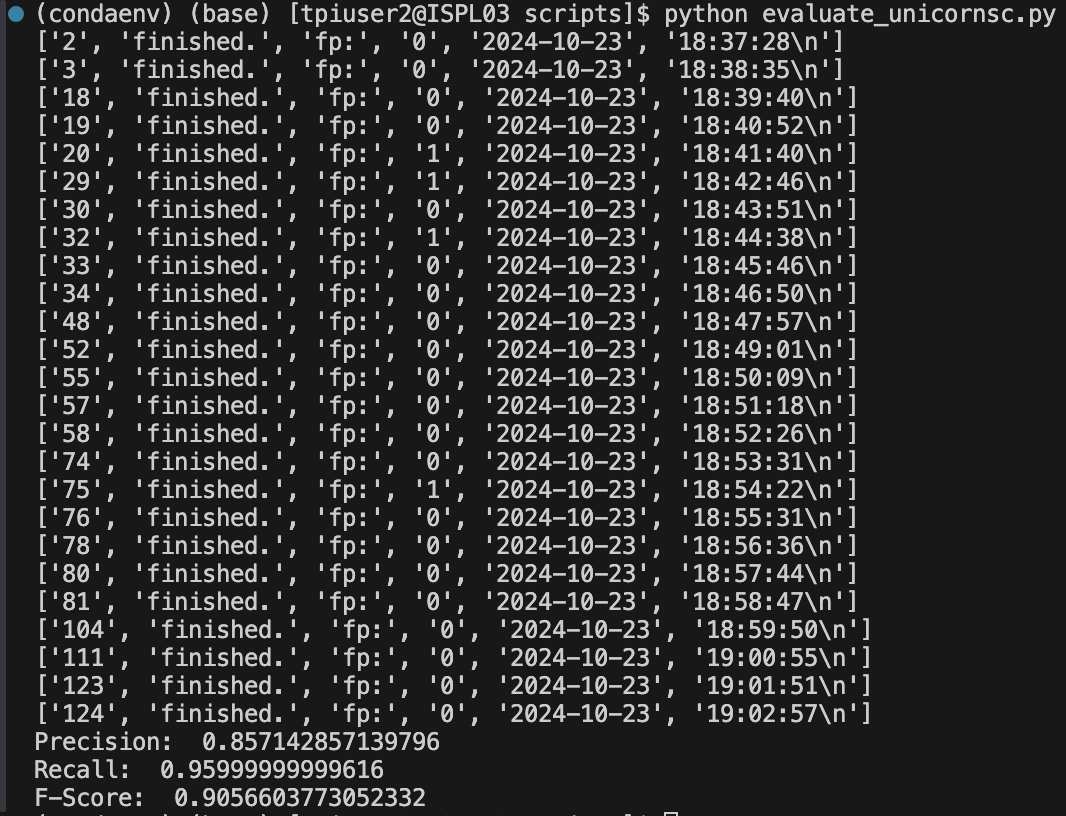 (condaenv) (base) [tpiuser2@ISPL03 scripts]$ python evaluate_unicornsc.py
['2', 'finished.', 'fp:', '0', '2024-10-23', '18:37:28\n']
['3', 'finished.', 'fp:', '0', '2024-10-23', '18:38:35\n']
['18', 'finished.', 'fp:', '0', '2024-10-23', '18:39:40\n']
['19', 'finished.', 'fp:', '0', '2024-10-23', '18:40:52\n']
['20', 'finished.', 'fp:', '1', '2024-10-23', '18:41:40\n']
['29', 'finished.', 'fp:', '1', '2024-10-23', '18:42:46\n']
['30', 'finished.', 'fp:', '0', '2024-10-23', '18:43:51\n']
['32', 'finished.', 'fp:', '1', '2024-10-23', '18:44:38\n']
['33', 'finished.', 'fp:', '0', '2024-10-23', '18:45:46\n']
['34', 'finished.', 'fp:', '0', '2024-10-23', '18:46:50\n']
['48', 'finished.', 'fp:', '0', '2024-10-23', '18:47:57\n']
['52', 'finished.', 'fp:', '0', '2024-10-23', '18:49:01\n']
['55', 'finished.', 'fp:', '0', '2024-10-23', '18:50:09\n']
['57', 'finished.', 'fp:', '0', '2024-10-23', '18:51:18\n']
['58', 'finished.', 'fp:', '0', '2024-10-23', '18:52:26\n']
['74', 'finished.', 'fp:', '0', '2024-10-23', '18:53:31\n']
['75', 'finished.', 'fp:', '1', '2024-10-23', '18:54:22\n']
['76', 'finished.', 'fp:', '0', '2024-10-23', '18:55:31\n']
['78', 'finished.', 'fp:', '0', '2024-10-23', '18:56:36\n']
['80', 'finished.', 'fp:', '0', '2024-10-23', '18:57:44\n']
['81', 'finished.', 'fp:', '0', '2024-10-23', '18:58:47\n']
['104', 'finished.', 'fp:', '0', '2024-10-23', '18:59:50\n']
['111', 'finished.', 'fp:', '0', '2024-10-23', '19:00:55\n']
['123', 'finished.', 'fp:', '0', '2024-10-23', '19:01:51\n']
['124', 'finished.', 'fp:', '0', '2024-10-23', '19:02:57\n']
Precision:  0.857142857139796
Recall:  0.95999999999616
F-Score:  0.9056603773052332